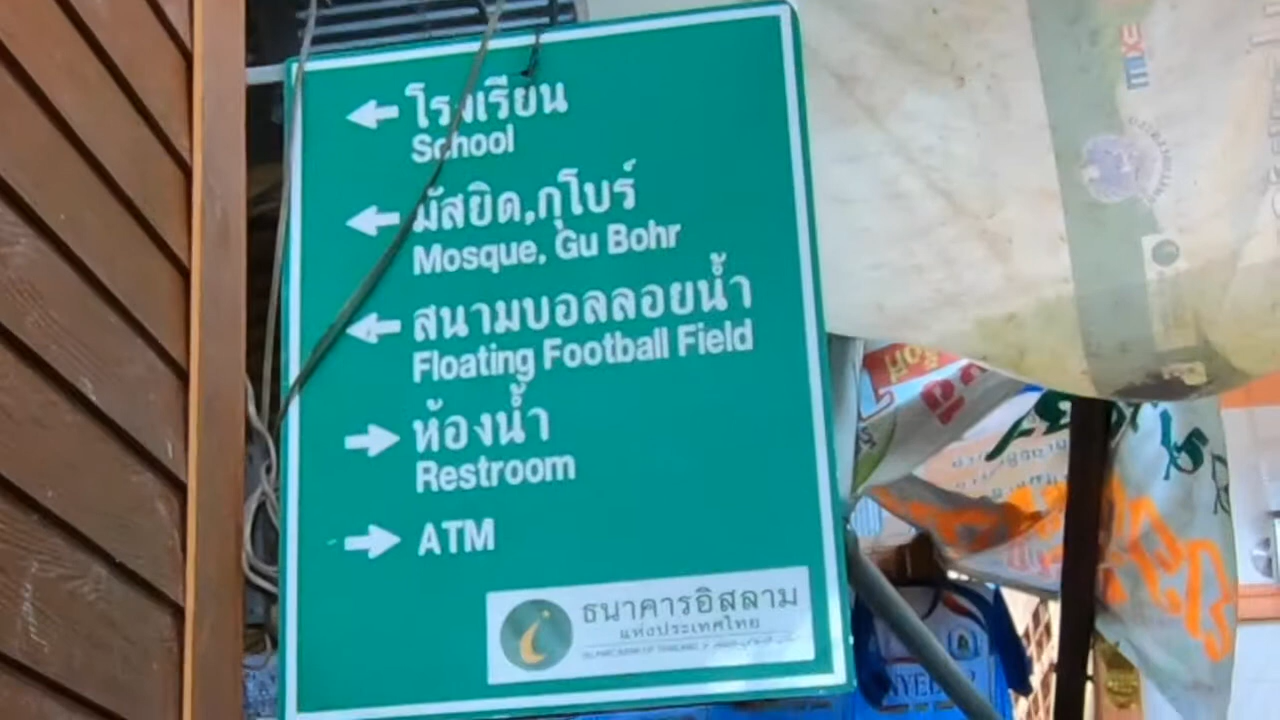 โรงเรียน
School
มัสยิด,กุโบร์
Mosque, Gu Bohr
สนามบอลลอยน้ำ
Floating Football Field
ห้องน้ำ
Restroom
ATM
ธนาคารอิสลาม
แห่งประเทศไทย
ISLAMIC BANK OF THAILAND